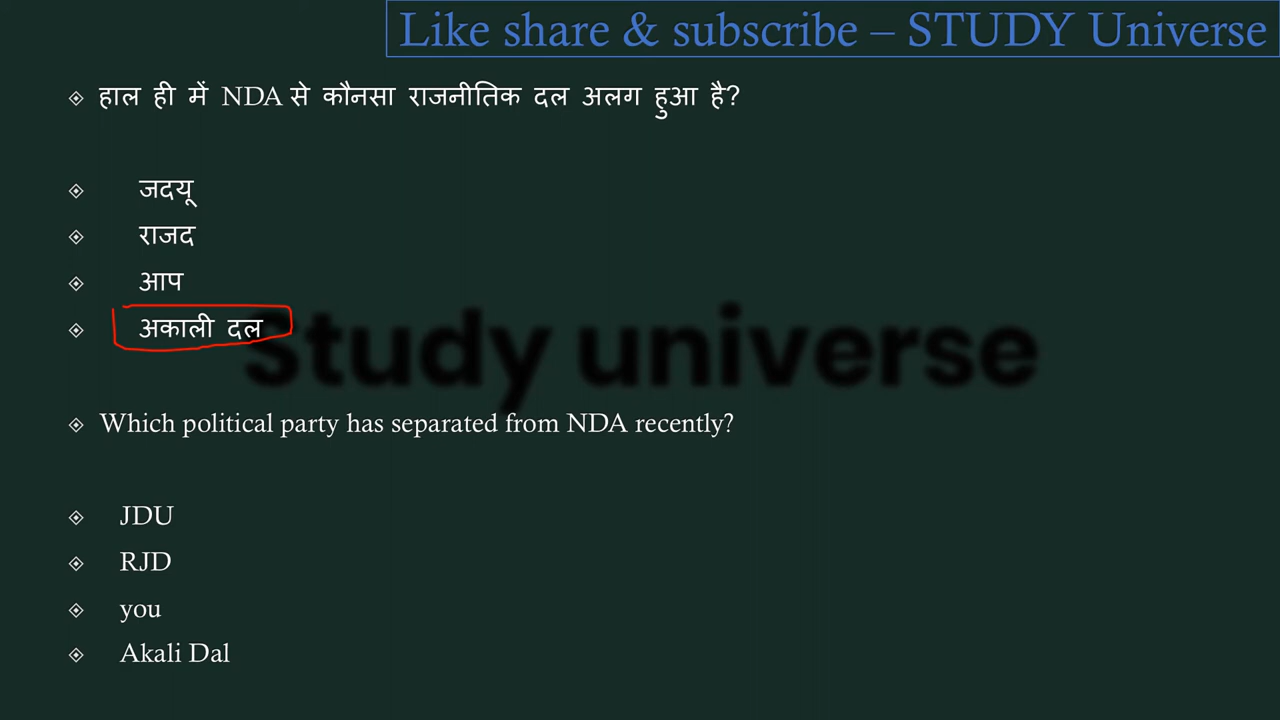 Like share & subscribe – STUDY Universe
हाल ही में NDA से कौनसा राजनीतिक दल अलग हुआ है?
जदयू
राजद
आप
अकाली दल
Study universe
Which political party has separated from NDA recently?
JDU
RJD
you
Akali Dal